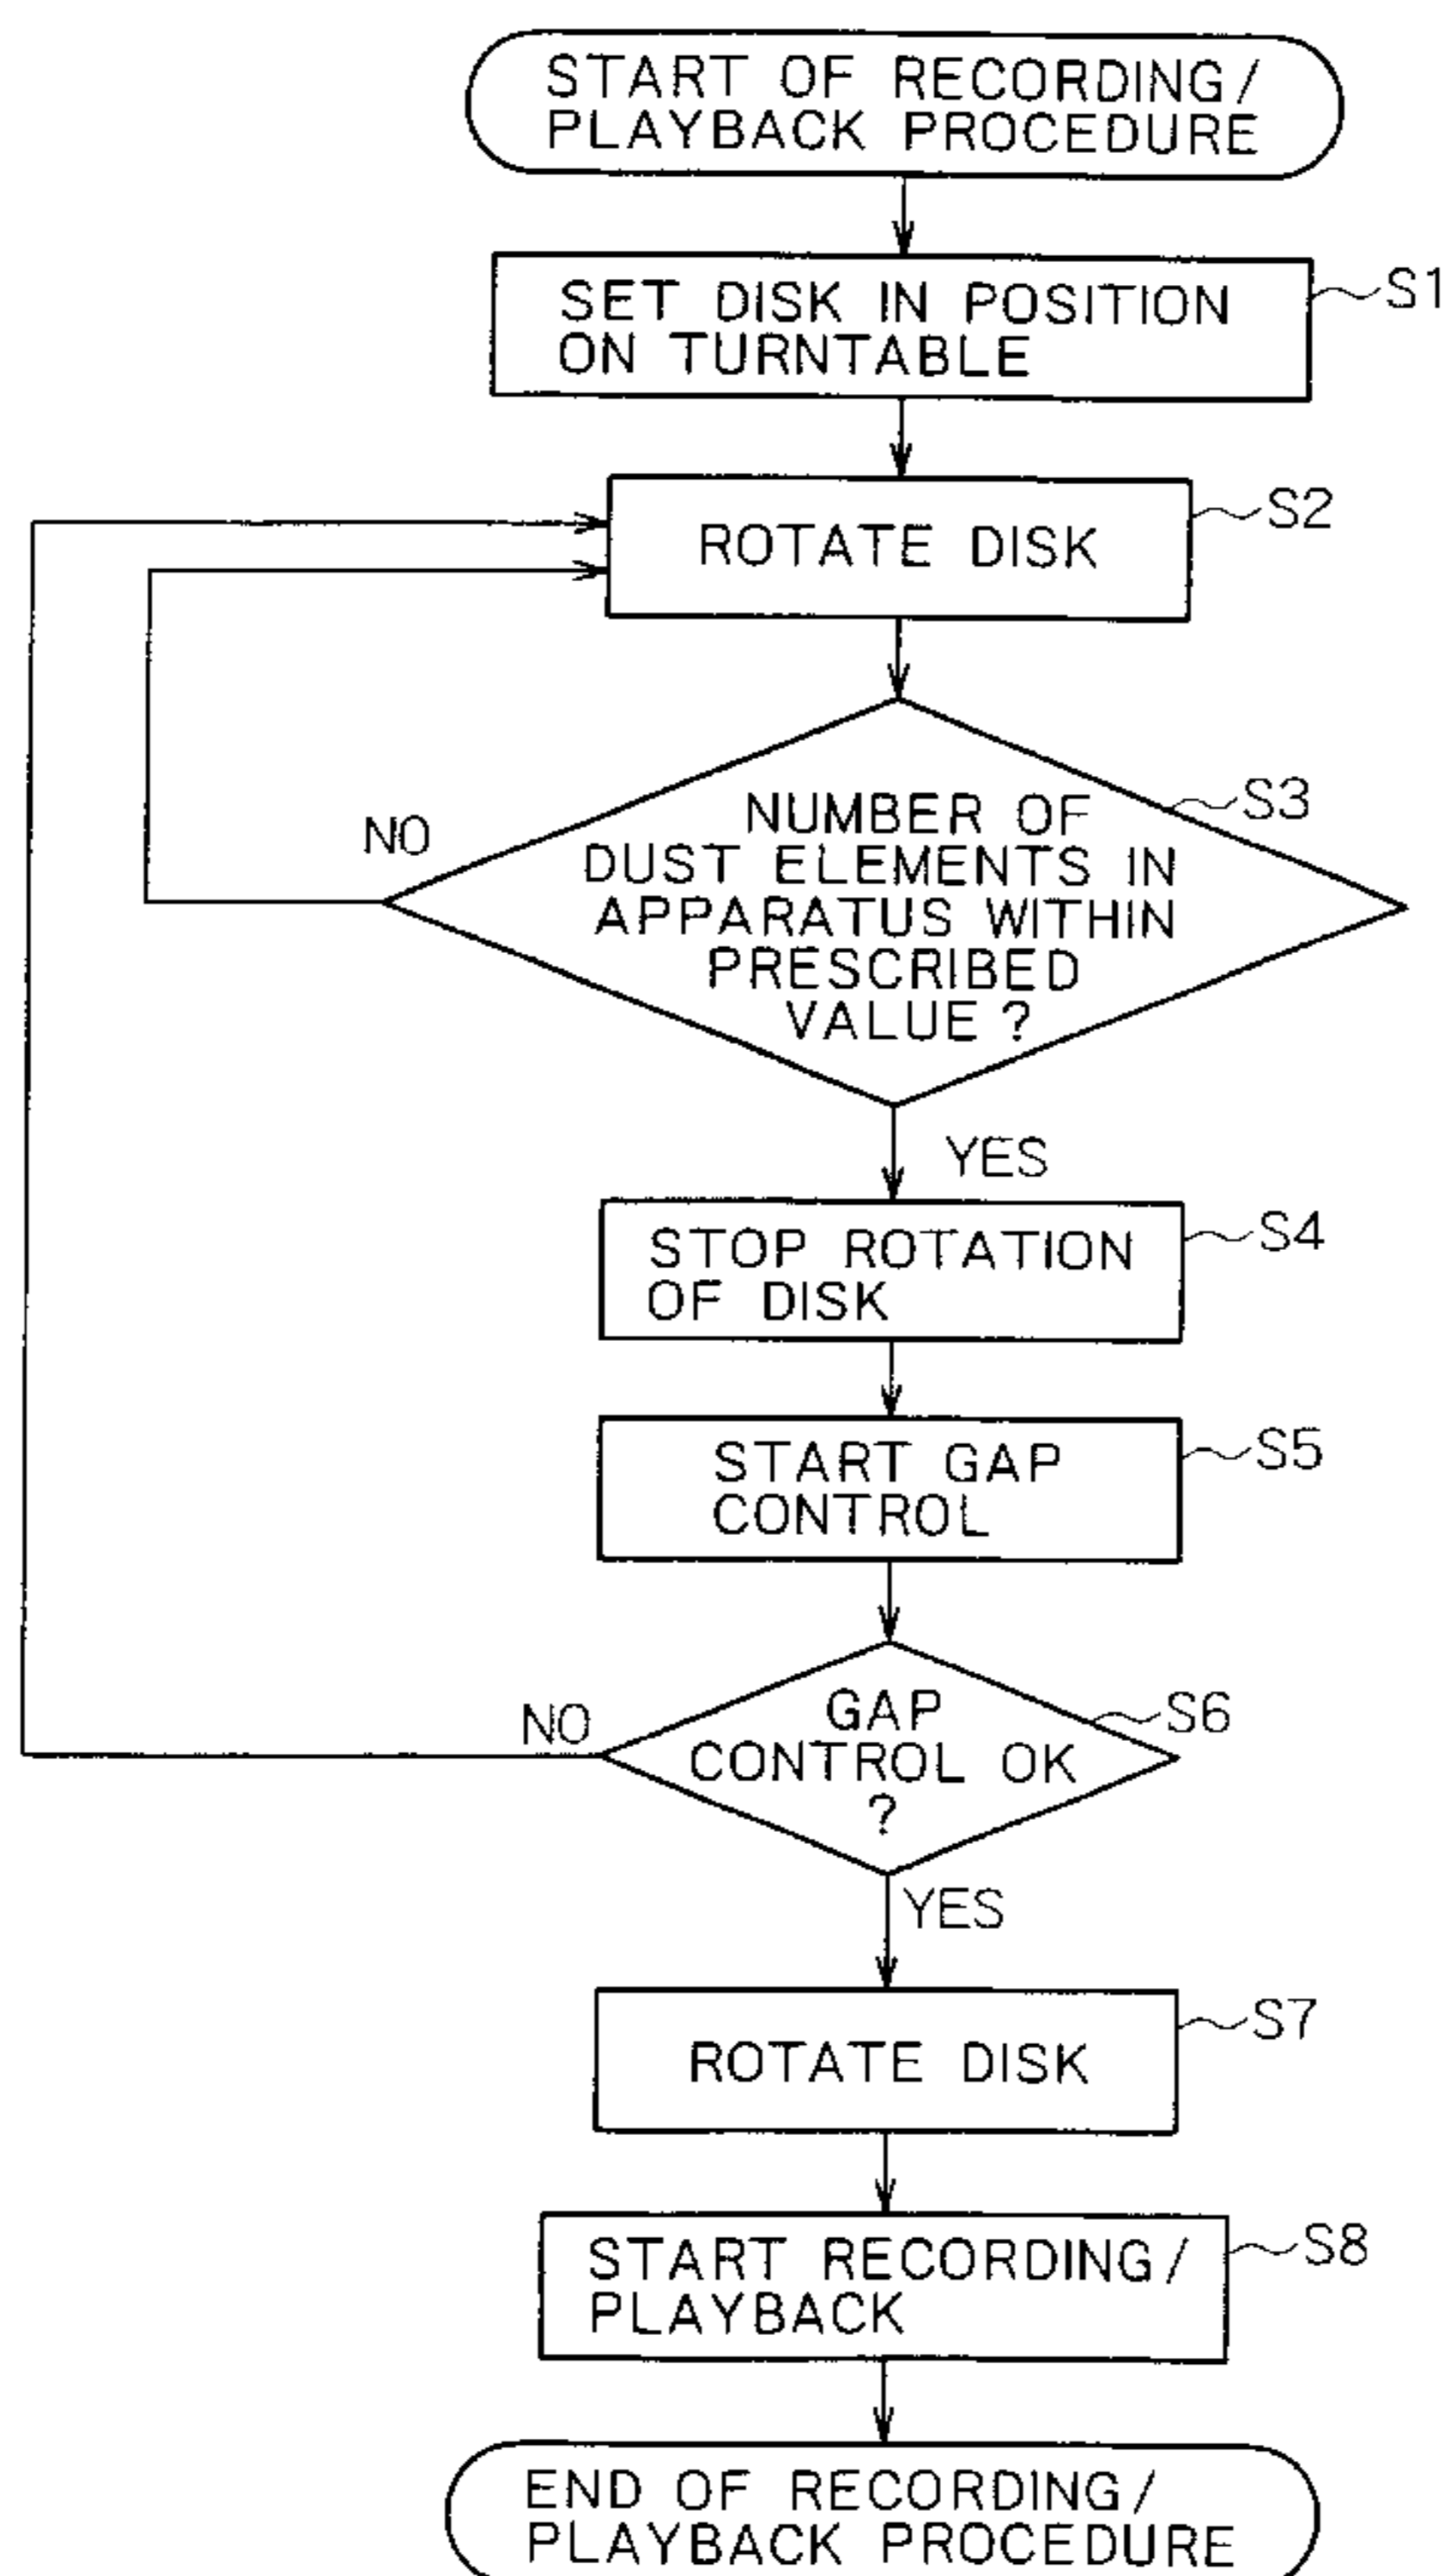 START OF RECORDING/
PLAYBACK PROCEDURE
SET DISK IN POSITION
ON TURNTABLE
S1
ROTATE DISK
S2
NUMBER OF
DUST ELEMENTS IN
APPARATUS WITHIN
PRESCRIBED
VALUE ?
S3
NO
YES
STOP ROTATION
OF DISK
S4
START GAP
CONTROL
S5
GAP
CONTROL OK
?
S6
NO
YES
ROTATE DISK
S7
START RECORDING/
PLAYBACK
S8
END OF RECORDING/
PLAYBACK PROCEDURE